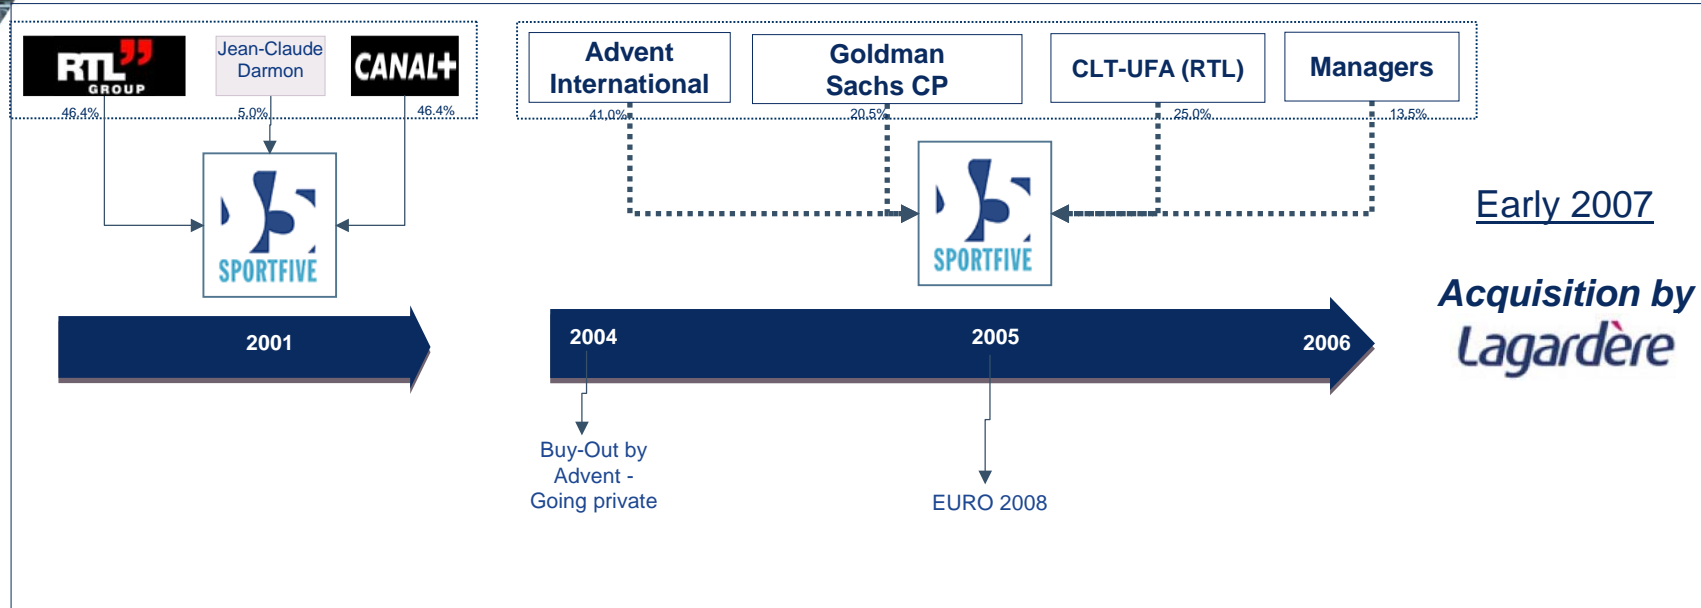 RTL
GROUP
Jean-Claude
Darmon
CANAL+
46.4%
5.0%
46.4%
SPORTFIVE
2001
Advent
International
Goldman
Sachs CP
CLT-UFA (RTL)
Managers
41,0%
20,5%
25,0%
13,5%
SPORTFIVE
2004
2005
2006
Buy-Out by
Advent -
Going private
EURO 2008
Early 2007
Acquisition by
Lagardère